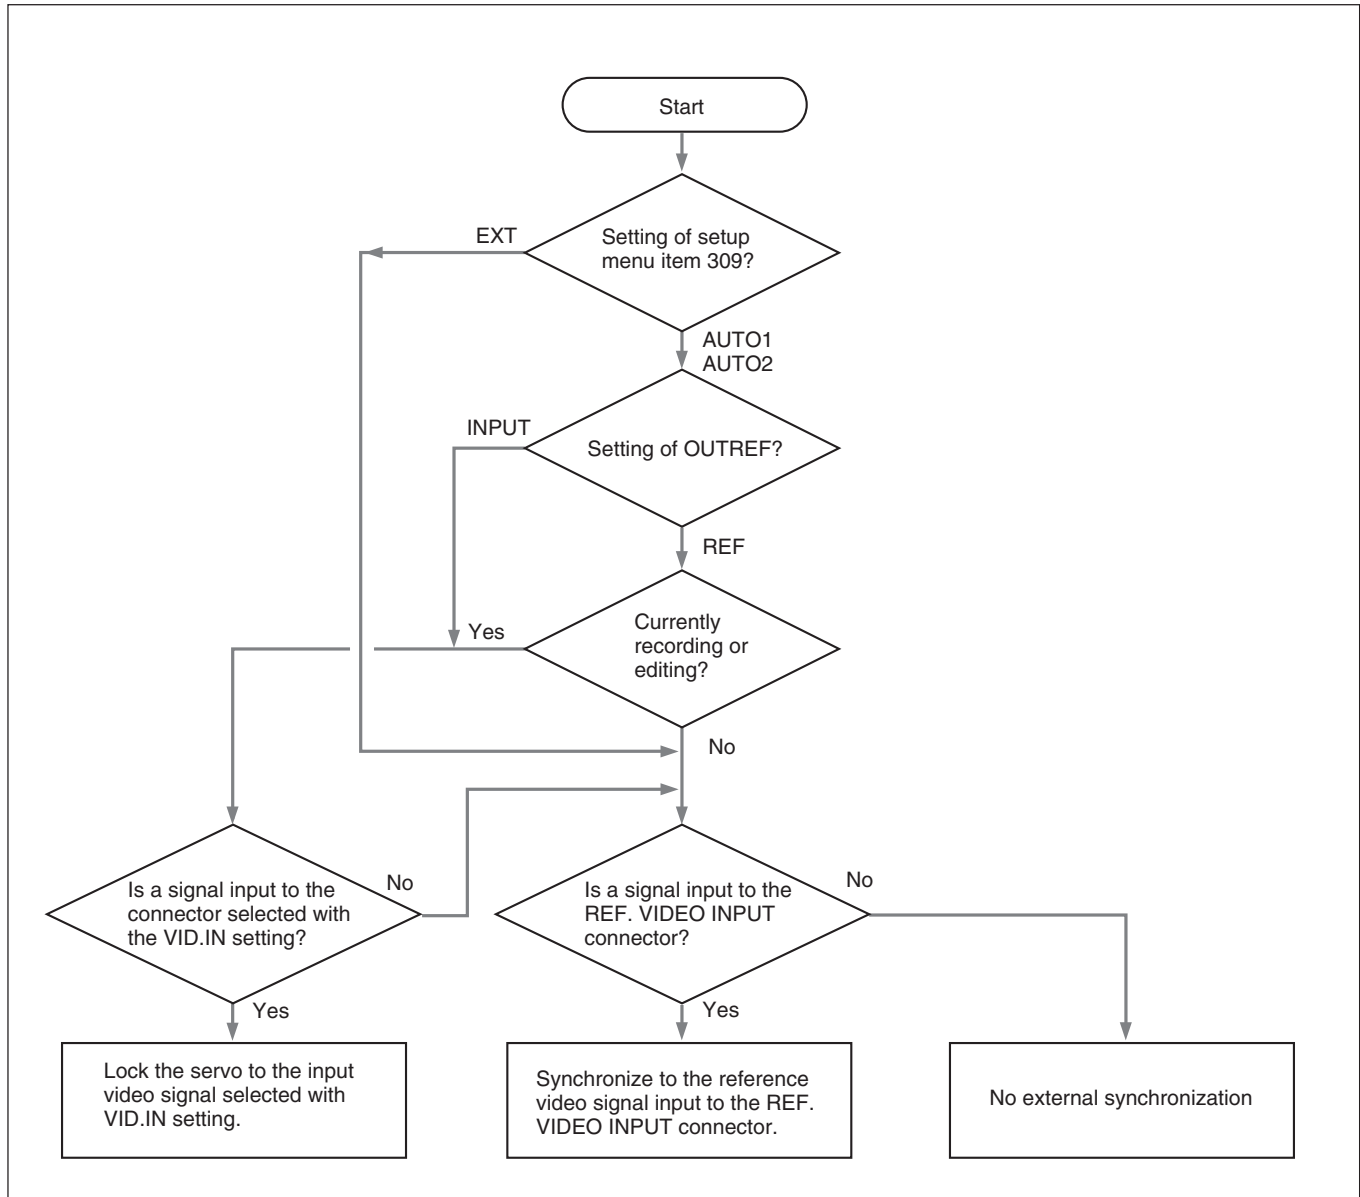 Start
EXT
Setting of setup
menu item 309?
AUTO1
AUTO2
INPUT
Setting of OUTREF?
REF
Yes
Currently
recording or
editing?
No
Is a signal input to the
connector selected with
the VID.IN setting?
No
Is a signal input to the
REF. VIDEO INPUT
connector?
No
Yes
Yes
Lock the servo to the input
video signal selected with
VID.IN setting.
Synchronize to the reference
video signal input to the REF.
VIDEO INPUT connector.
No external synchronization